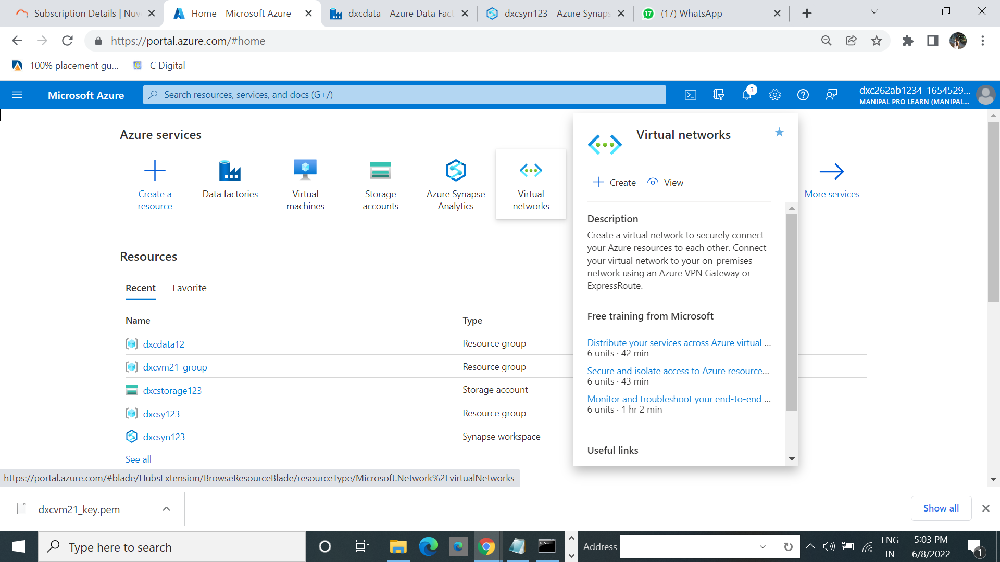 Subscription Details | Nuv
Home - Microsoft Azure
dxcdata - Azure Data Fact
dxcsyn123 - Azure Synaps
17
(17) WhatsApp
https://portal.azure.com/#home
100% placement gu...
C Digital
Microsoft Azure
Search resources, services, and docs (G+/)
3
dxc262ab1234_1654529...
MANIPAL PRO LEARN (MANIPAL...
Azure services
Create a resource
Data factories
Virtual machines
Storage accounts
Azure Synapse Analytics
Virtual networks
More services
Virtual networks
Create
View
Description
Create a virtual network to securely connect
your Azure resources to each other. Connect
your virtual network to your on-premises
network using an Azure VPN Gateway or
ExpressRoute.
Free training from Microsoft
Distribute your services across Azure virtual ...
6 units · 42 min
Secure and isolate access to Azure resource...
6 units · 43 min
Monitor and troubleshoot your end-to-end ...
6 units · 1 hr 2 min
Useful links
Resources
Recent
Favorite
Name Type
dxcdata12 Resource group
dxcvm21_group Resource group
dxcstorage123 Storage account
dxcsy123 Resource group
dxcsyn123 Synapse workspace
See all
https://portal.azure.com/#blade/HubsExtension/BrowseResourceBlade/resourceType/Microsoft.Network%2FvirtualNetworks
dxcvm21_key.pem
Show all
Type here to search
Address
ENG
IN
5:03 PM
6/8/2022
1